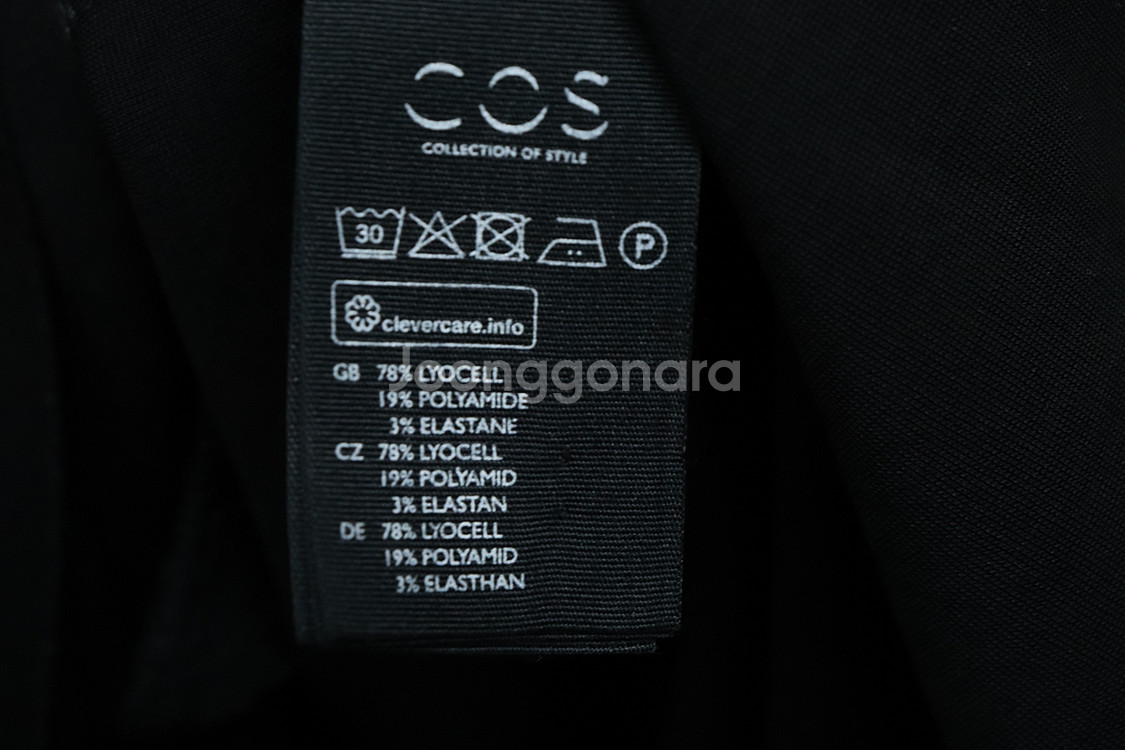 COS
COLLECTION OF STYLE
30 P
clevercare.info
Joonggonara
GB 78% LYOCELL
19% POLYAMIDE
3% ELASTANE
CZ 78% LYOCELL
19% POLYAMID
3% ELASTAN
DE 78% LYOCELL
19% POLYAMID
3% ELASTHAN